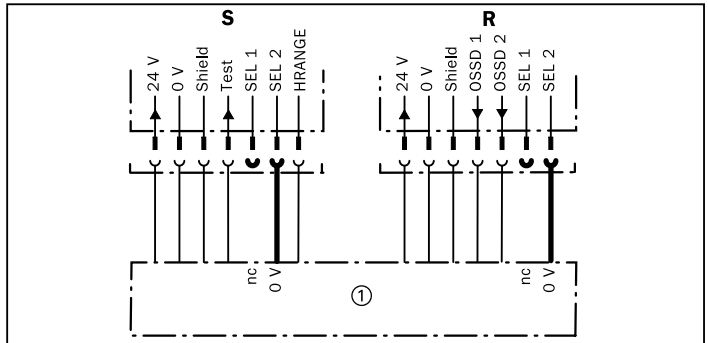 S
R
24 V
0 V
Shield
Test
SEL 1
SEL 2
HRANGE
24 V
0 V
Shield
OSSD 1
OSSD 2
SEL 1
SEL 2
nc
0 V
nc
0 V
1